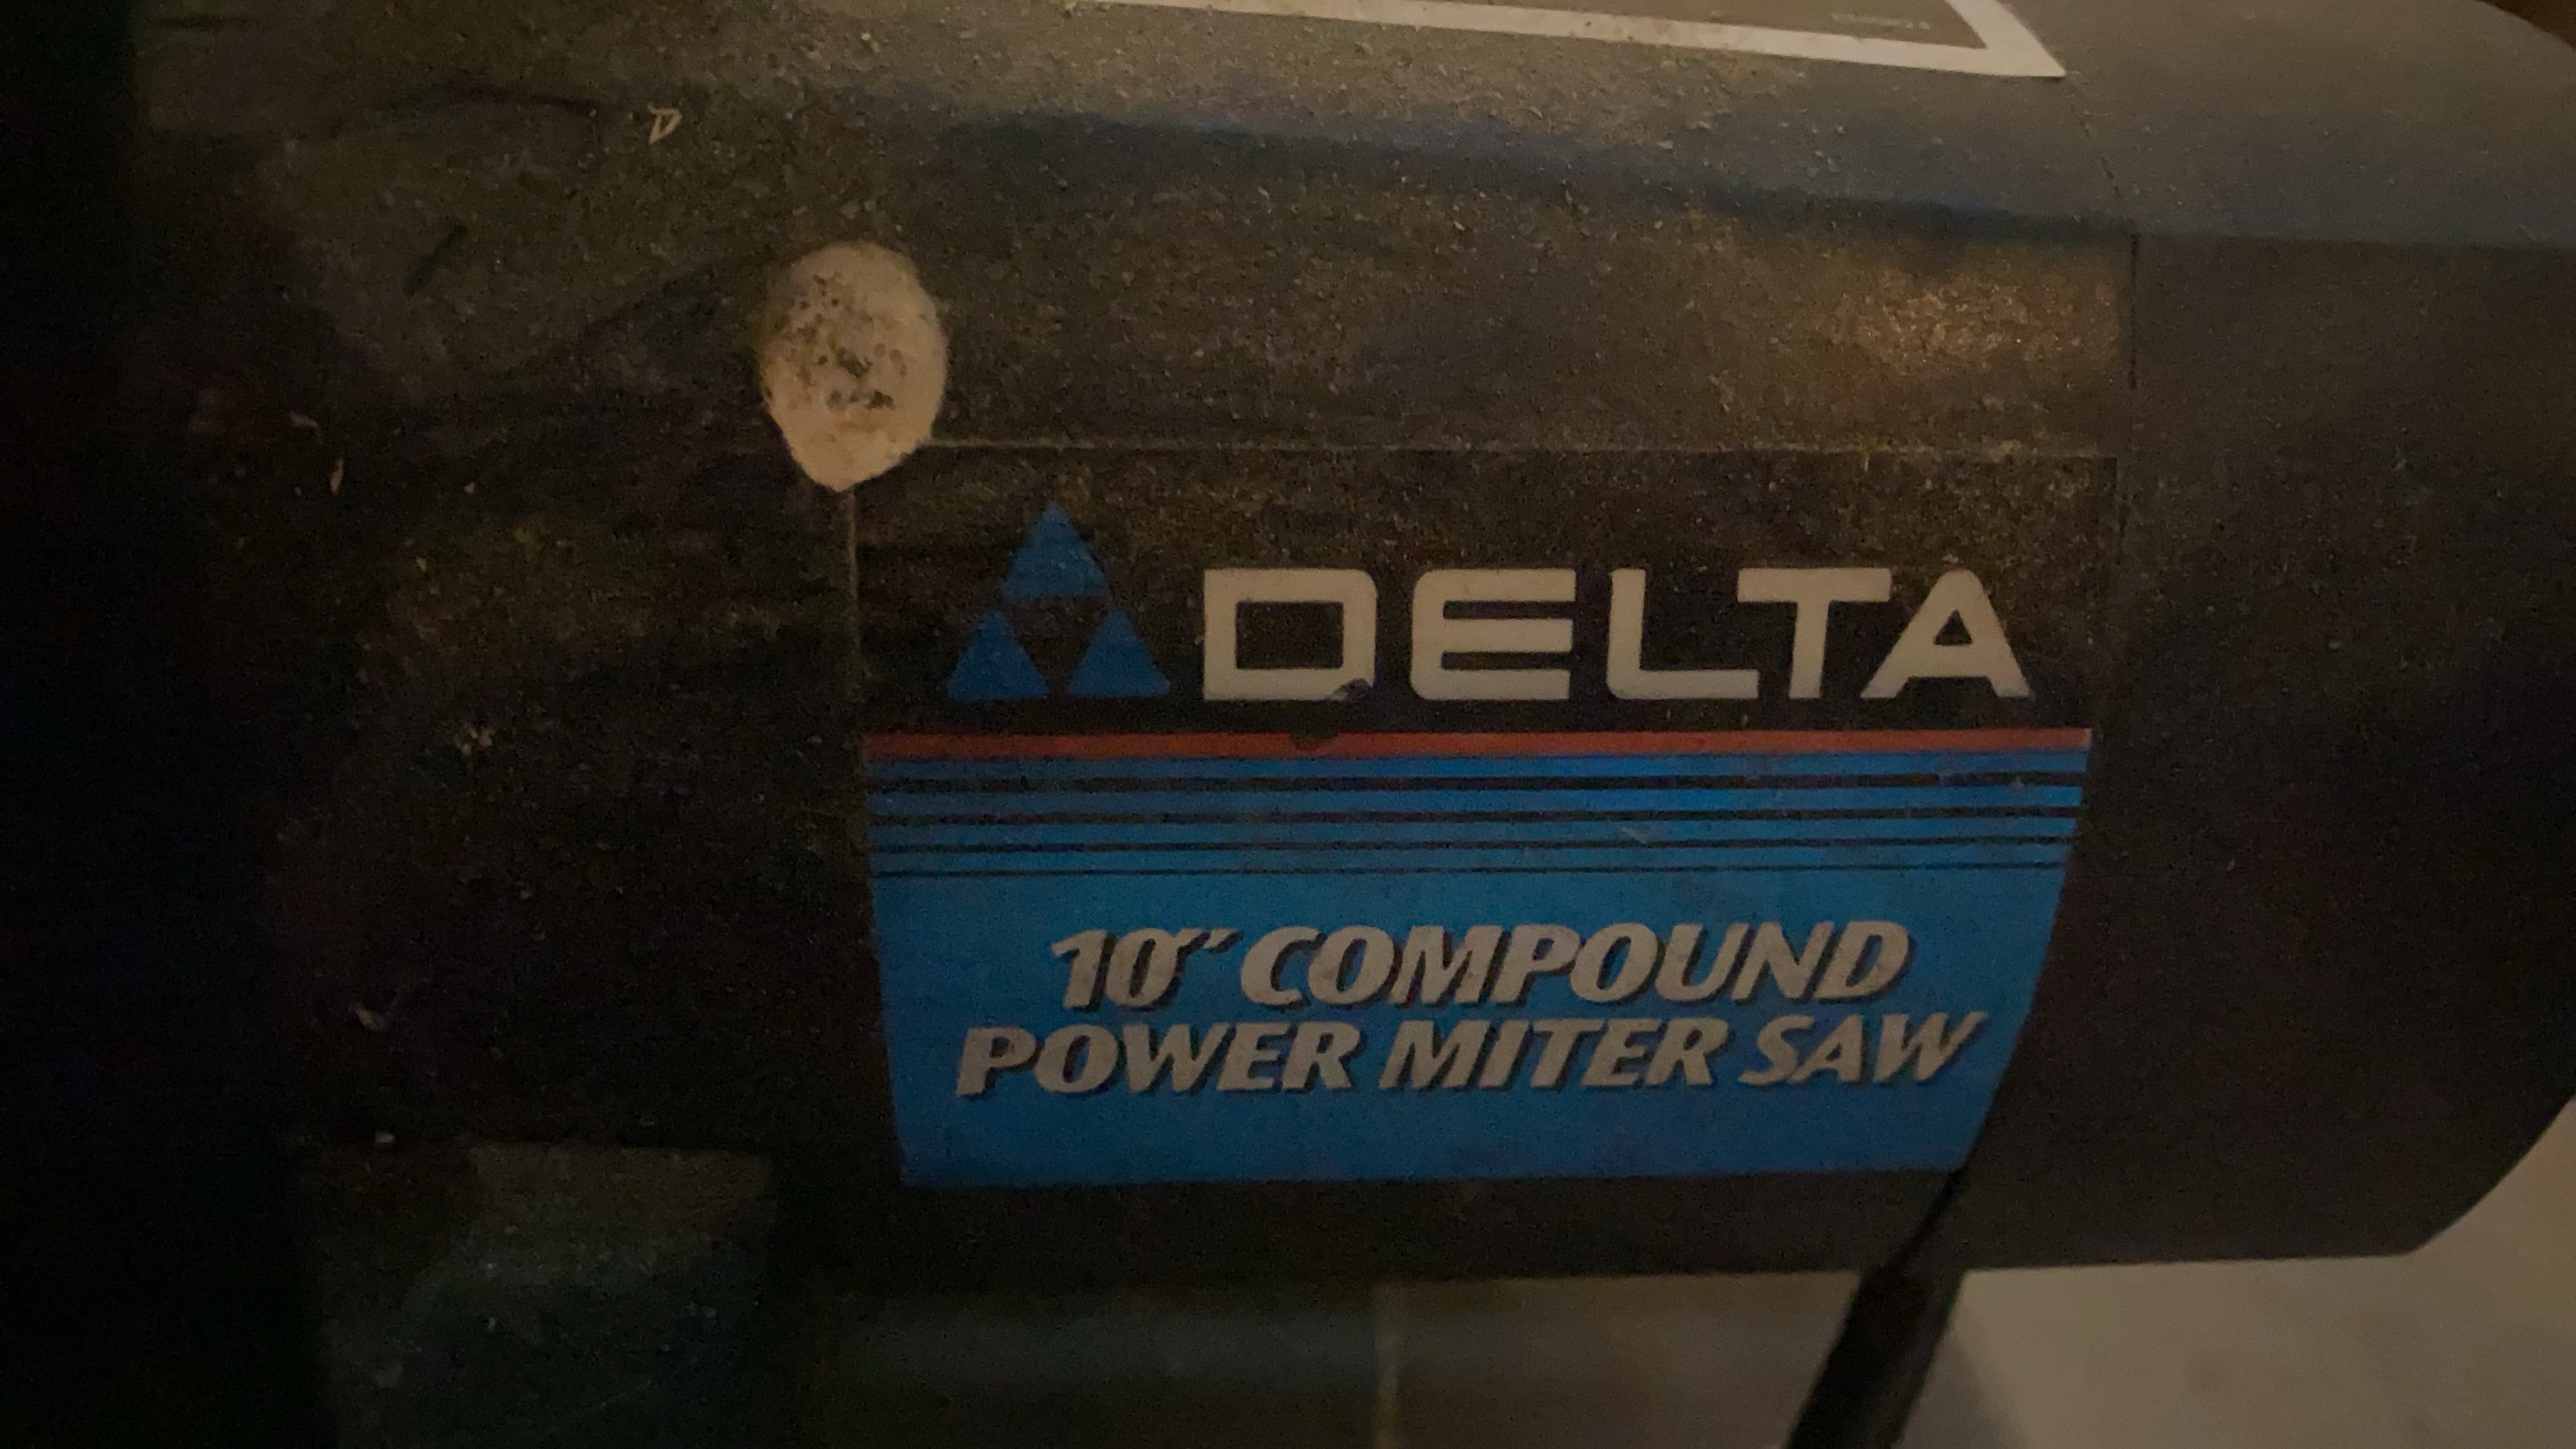 DELTA
10" COMPOUND
POWER MITER SAW